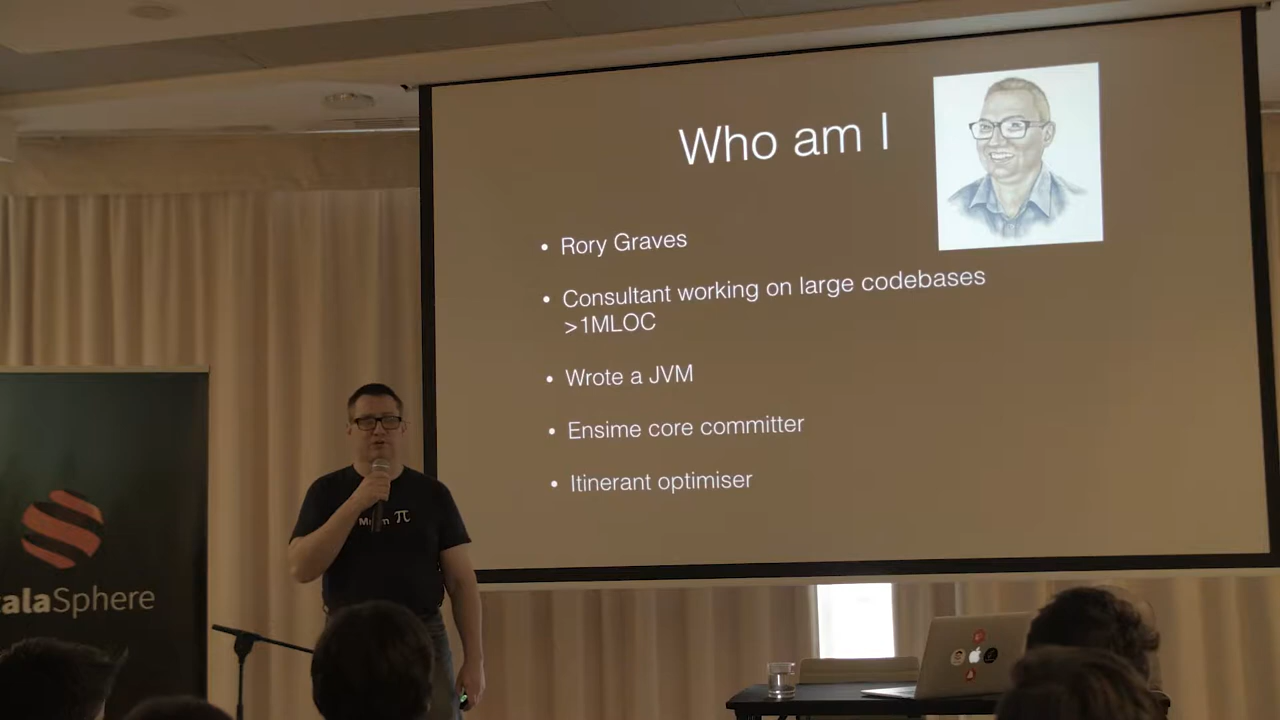 Who am I
• Rory Graves
• Consultant working on large codebases
>1MLOC
• Wrote a JVM
• Ensime core committer
• Itinerant optimiser
π
alaSphere